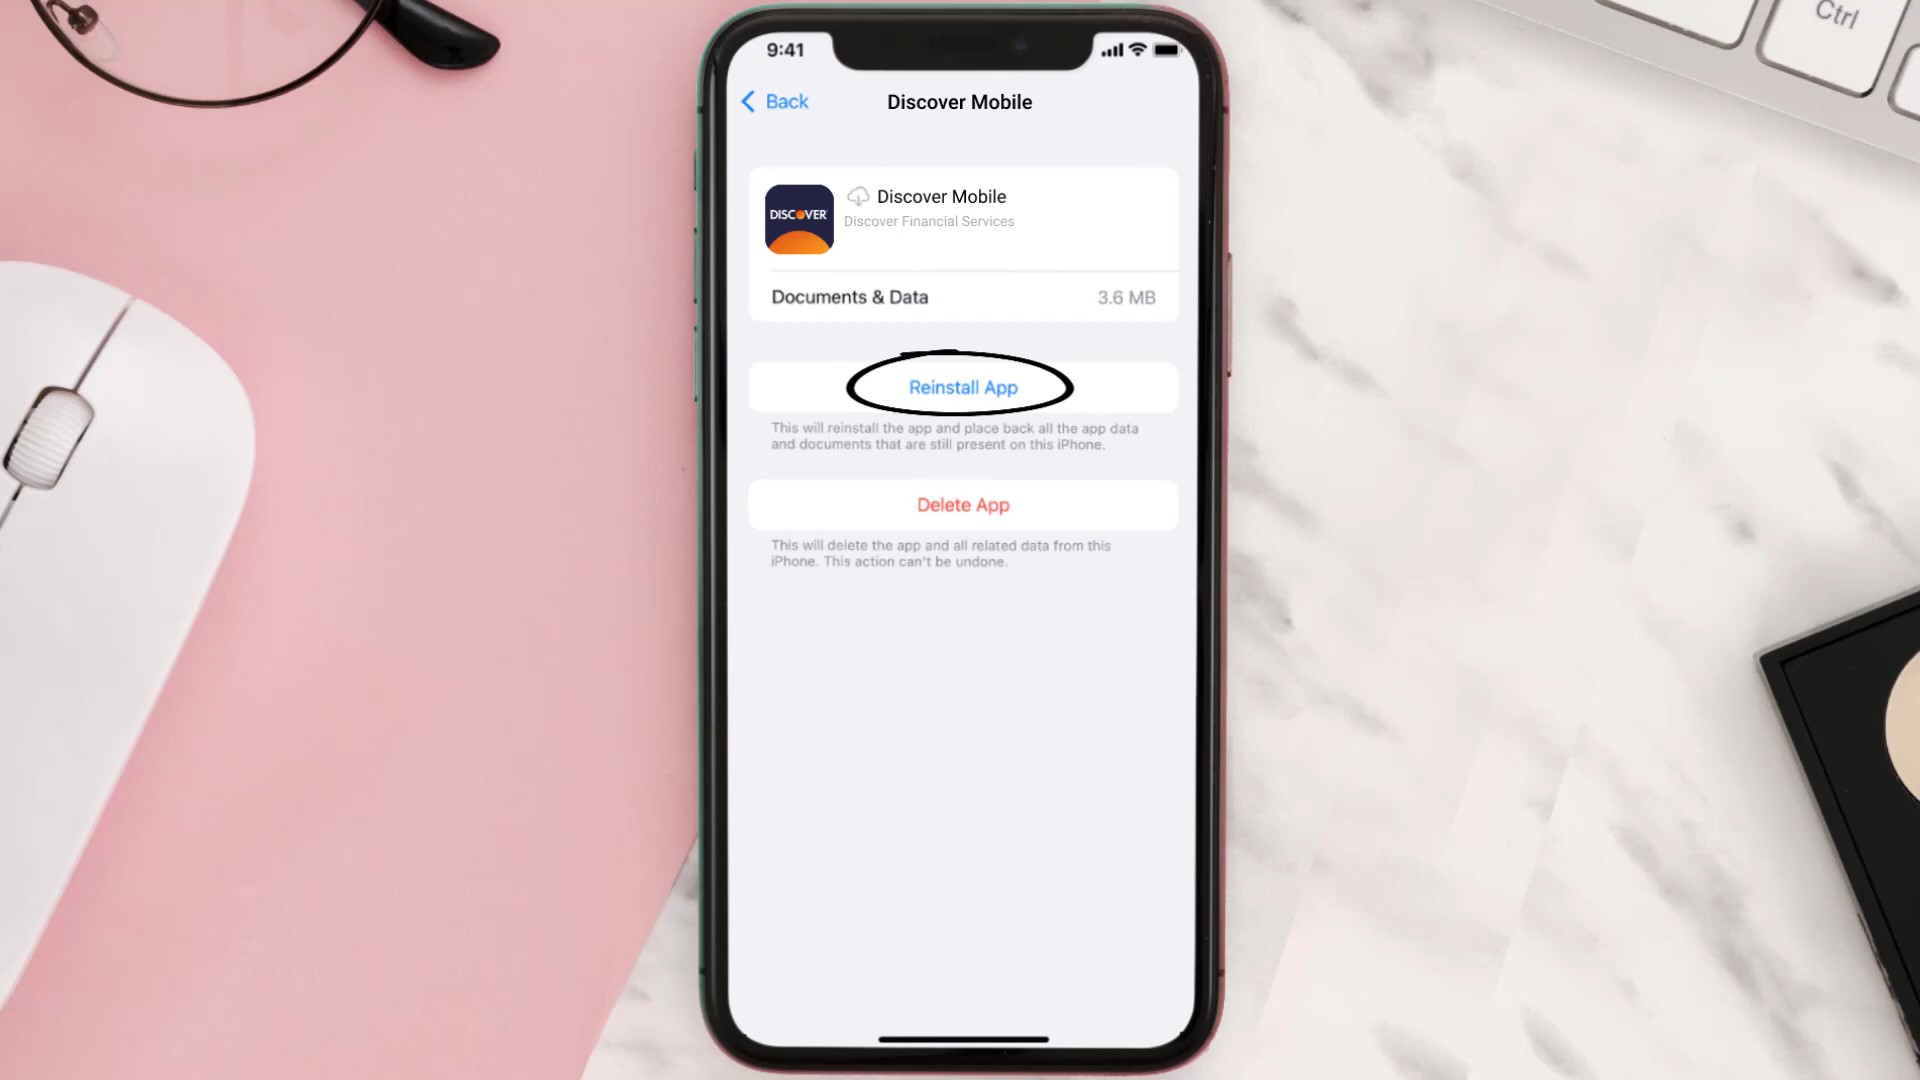 Ctrl
9:41
Back
Discover Mobile
DISCOVER
Discover Mobile
Discover Financial Services
Documents & Data 3.6 MB
Reinstall App
This will reinstall the app and place back all the app data
and documents that are still present on this iPhone.
Delete App
This will delete the app and all related data from this
iPhone. This action can't be undone.